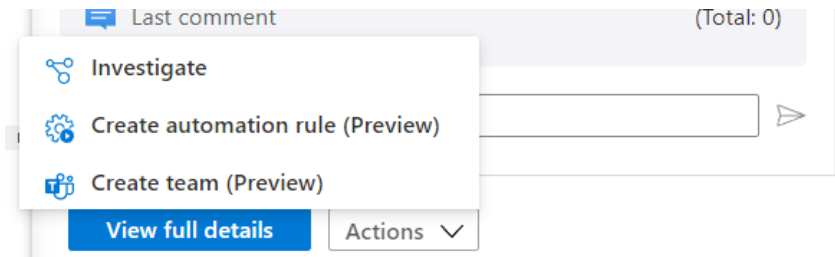 Last comment (Total: 0)
Investigate
Create automation rule (Preview)
Create team (Preview)
View full details Actions